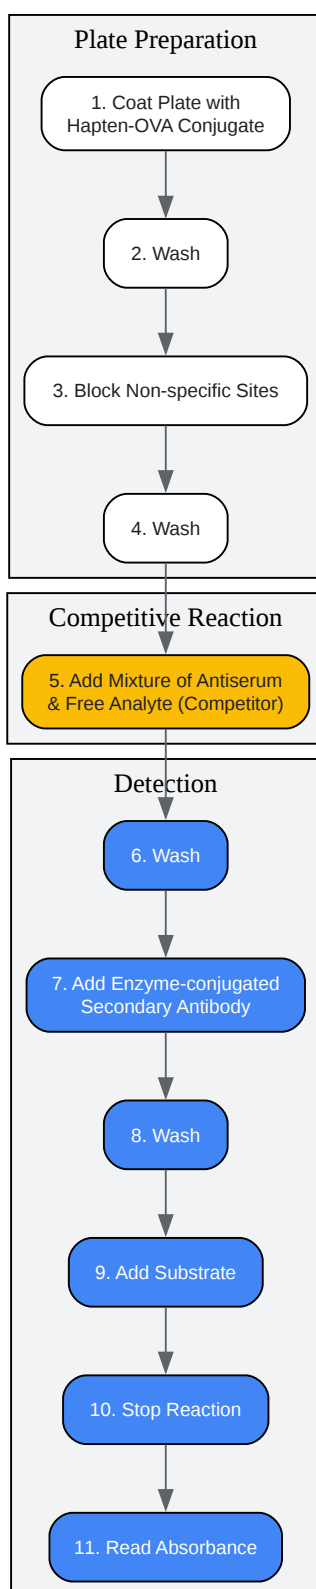 Plate Preparation
1. Coat Plate with
Hapten-OVA Conjugate
2. Wash
3. Block Non-specific Sites
4. Wash
Competitive Reaction
5. Add Mixture of Antiserum
& Free Analyte (Competitor)
Detection
6. Wash
7. Add Enzyme-conjugated
Secondary Antibody
8. Wash
9. Add Substrate
10. Stop Reaction
11. Read Absorbance